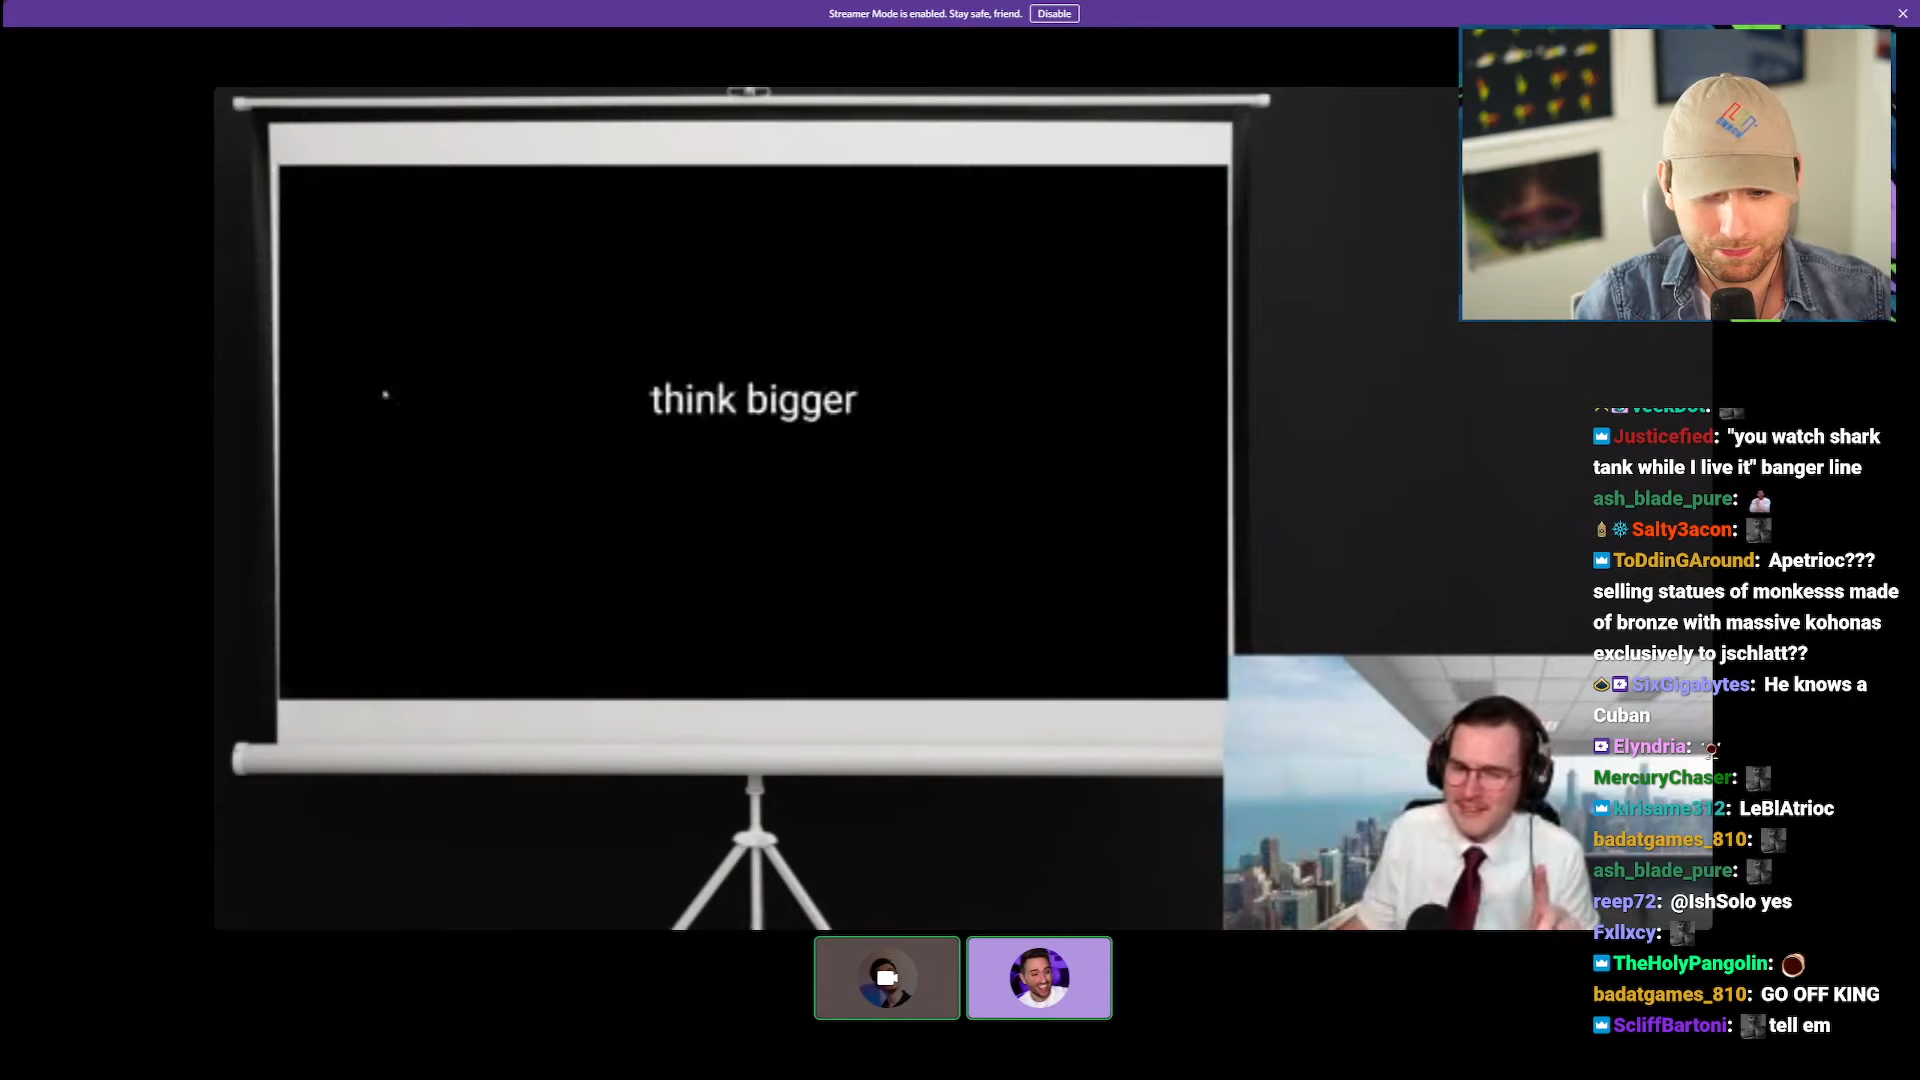 Streamer Mode is enabled. Stay safe, friend. Disable
think bigger
Justicefied: "you watch shark
tank while I live it" banger line
ash_blade_pure:
Salty3acon:
ToDdinGAround: Apetrioc???
selling statues of monkesss made
of bronze with massive kohonas
exclusively to jschlatt??
SixGigabytes: He knows a
Cuban
Elyndria:
MercuryChaser:
kirisame312: LeBlAtrioc
badatgames_810:
ash_blade_pure:
reep72: @IshSolo yes
Fxllxcy:
TheHolyPangolin:
badatgames_810: GO OFF KING
ScliffBartoni: tell em